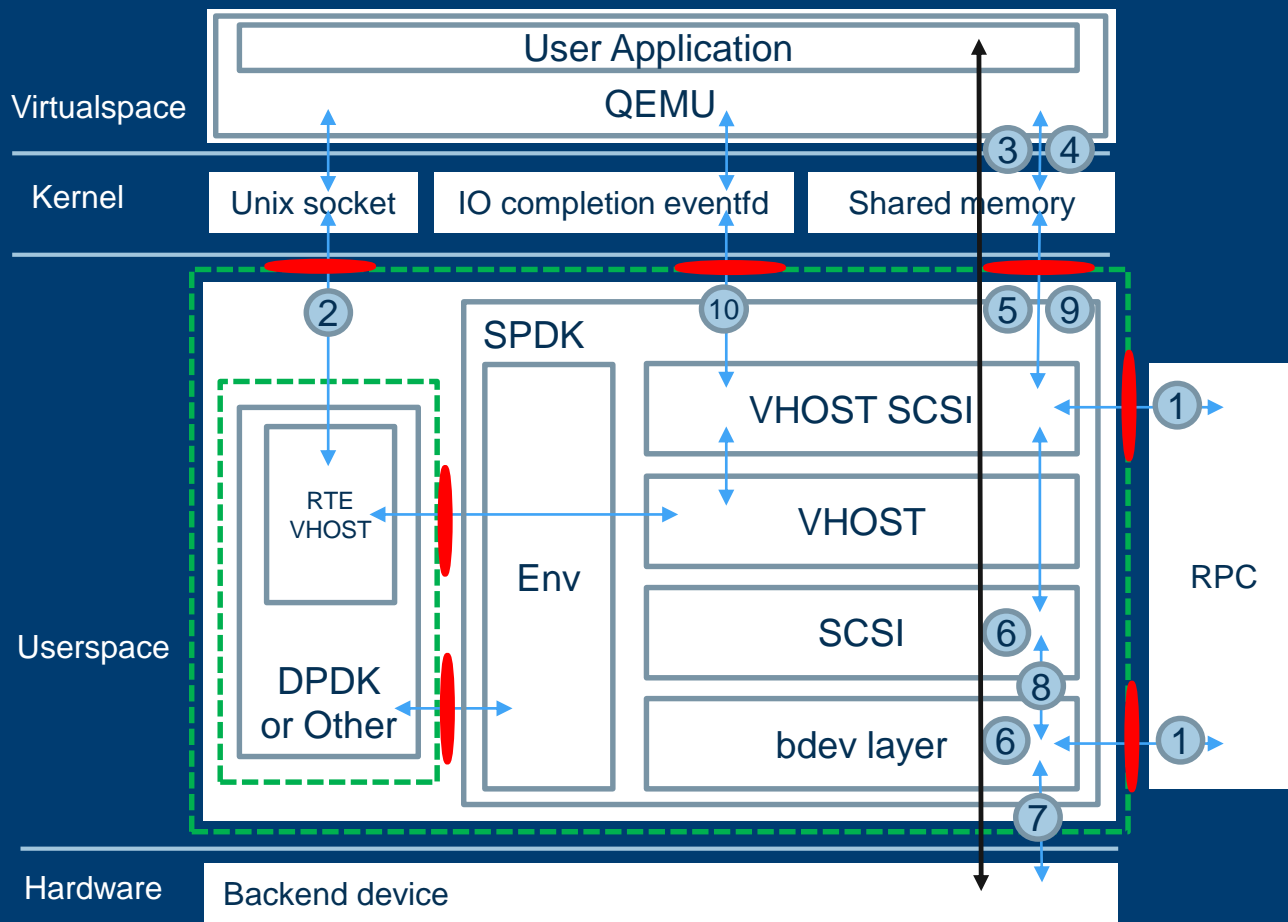 User Application
QEMU
Virtualspace
3
4
Kernel
Unix socket
IO completion eventfd
Shared memory
2
10
5
9
SPDK
VHOST SCSI
1
RTE
VHOST
VHOST
Env
RPC
Userspace
SCSI
6
DPDK
or Other
8
bdev layer
6
1
7
Hardware
Backend device